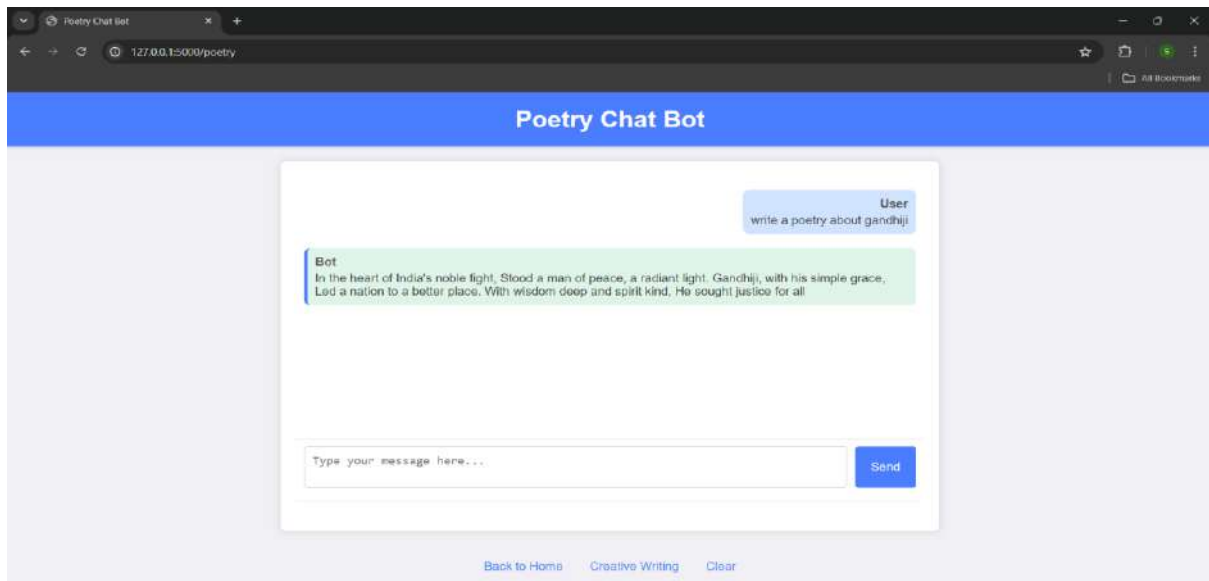 Poetry Chat Bot
127.0.0.1:5000/poetry
All Bookmarks
Poetry Chat Bot
User
write a poetry about gandhiji
Bot
In the heart of India's noble fight, Stood a man of peace, a radiant light. Gandhiji, with his simple grace,
Led a nation to a better place. With wisdom deep and spirit kind, He sought justice for all
Type your message here...
Send
Back to Home Creative Writing Clear